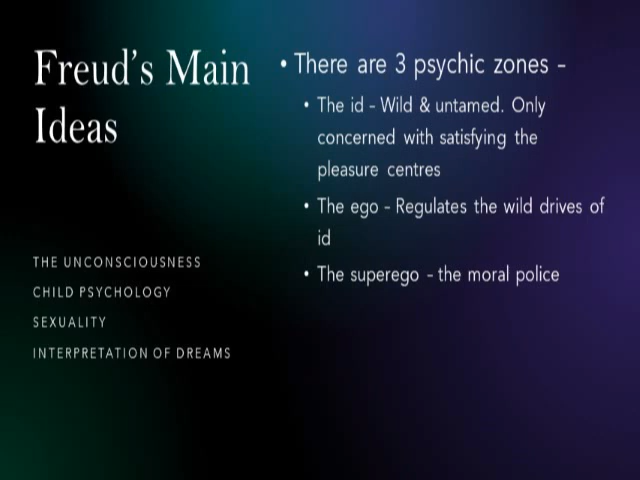 Freud's Main
Ideas
THE UNCONSCIOUSNESS
CHILD PSYCHOLOGY
SEXUALITY
INTERPRETATION OF DREAMS
• There are 3 psychic zones –
• The id - Wild & untamed. Only
concerned with satisfying the
pleasure centres
• The ego - Regulates the wild drives of
id
• The superego - the moral police